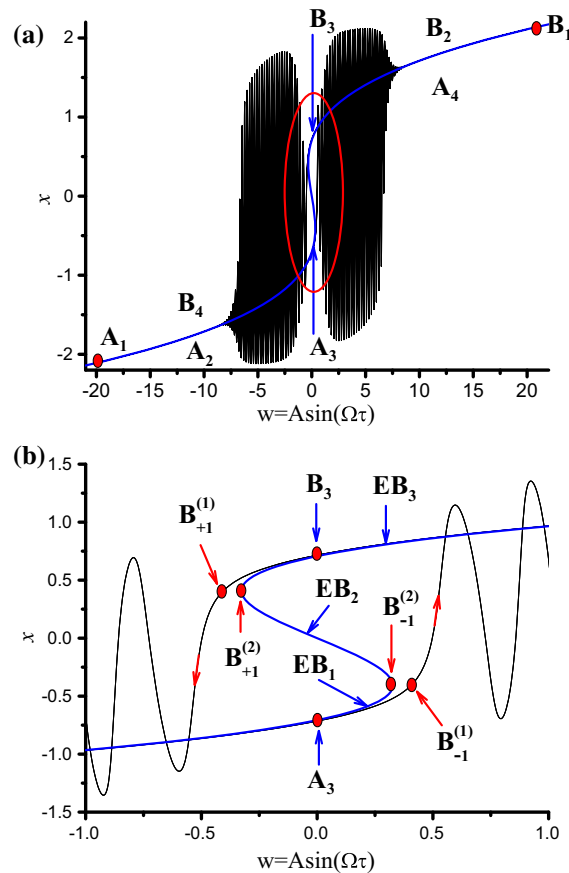 (a)
B₃
B₂
B₁
A₄
2
1
0
-1
-2
x
B₄
A₁
A₂
A₃
-20 -15 -10 -5 0 5 10 15 20
w=Asin(Ωτ)
(b)
1.5
1.0
0.5
0.0
-0.5
-1.0
-1.5
x
B₃
EB₃
B₊₁⁽¹⁾
EB₂
B₋₁⁽²⁾
B₊₁⁽²⁾
EB₁
B₋₁⁽¹⁾
A₃
-1.0 -0.5 0.0 0.5 1.0
w=Asin(Ωτ)